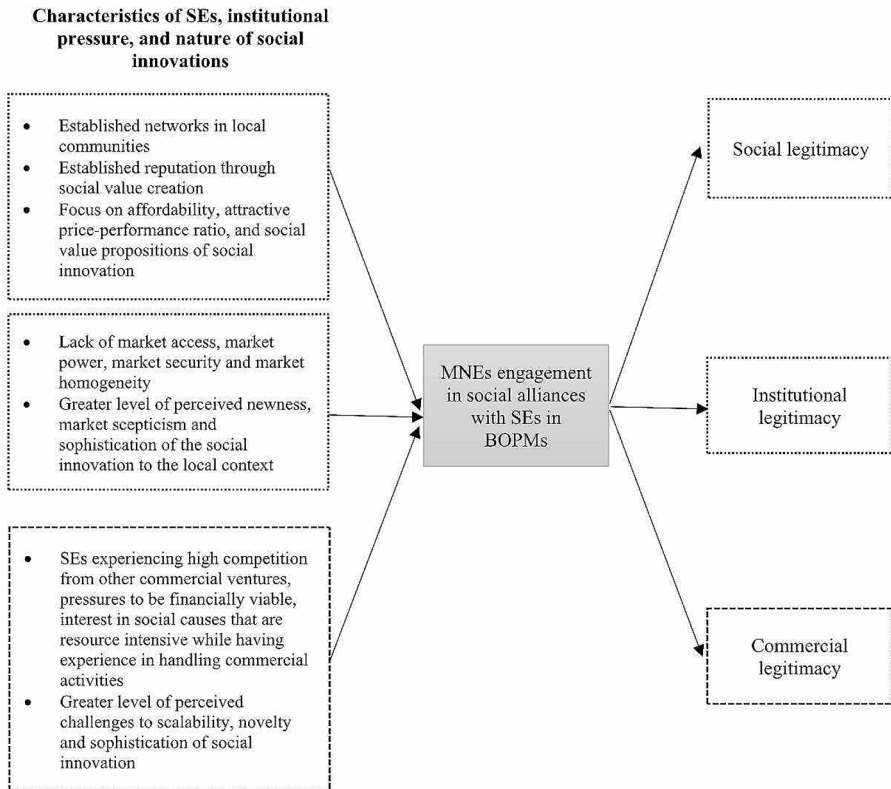 Characteristics of SEs, institutional
pressure, and nature of social
innovations
• Established networks in local
communities
• Established reputation through
social value creation
• Focus on affordability, attractive
price-performance ratio, and social
value propositions of social
innovation
• Lack of market access, market
power, market security and market
homogeneity
• Greater level of perceived newness,
market scepticism and
sophistication of the social
innovation to the local context
• SEs experiencing high competition
from other commercial ventures,
pressures to be financially viable,
interest in social causes that are
resource intensive while having
experience in handling commercial
activities
• Greater level of perceived
challenges to scalability, novelty
and sophistication of social
innovation
MNEs engagement
in social alliances
with SEs in
BOPMs
Social legitimacy
Institutional
legitimacy
Commercial
legitimacy